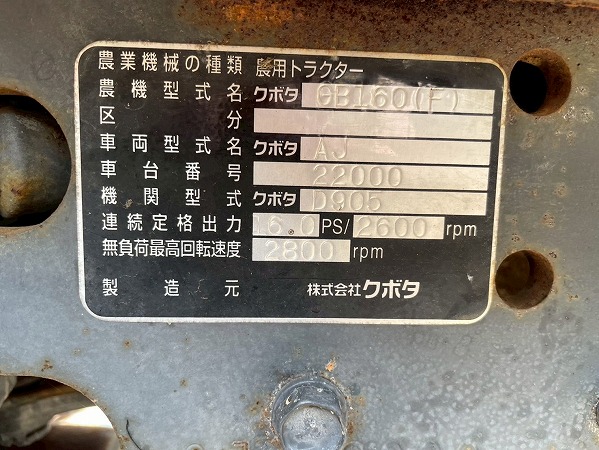 農業機械の種類 農用トラクター
農機型式名 クボタ GB160(F)
区分
車両型式名 クボタ AJ
車台番号 22000
機関型式 クボタ D905
連続定格出力 16.0 PS/ 2600 rpm
無負荷最高回転速度 2800 rpm
製造元 株式会社クボタ